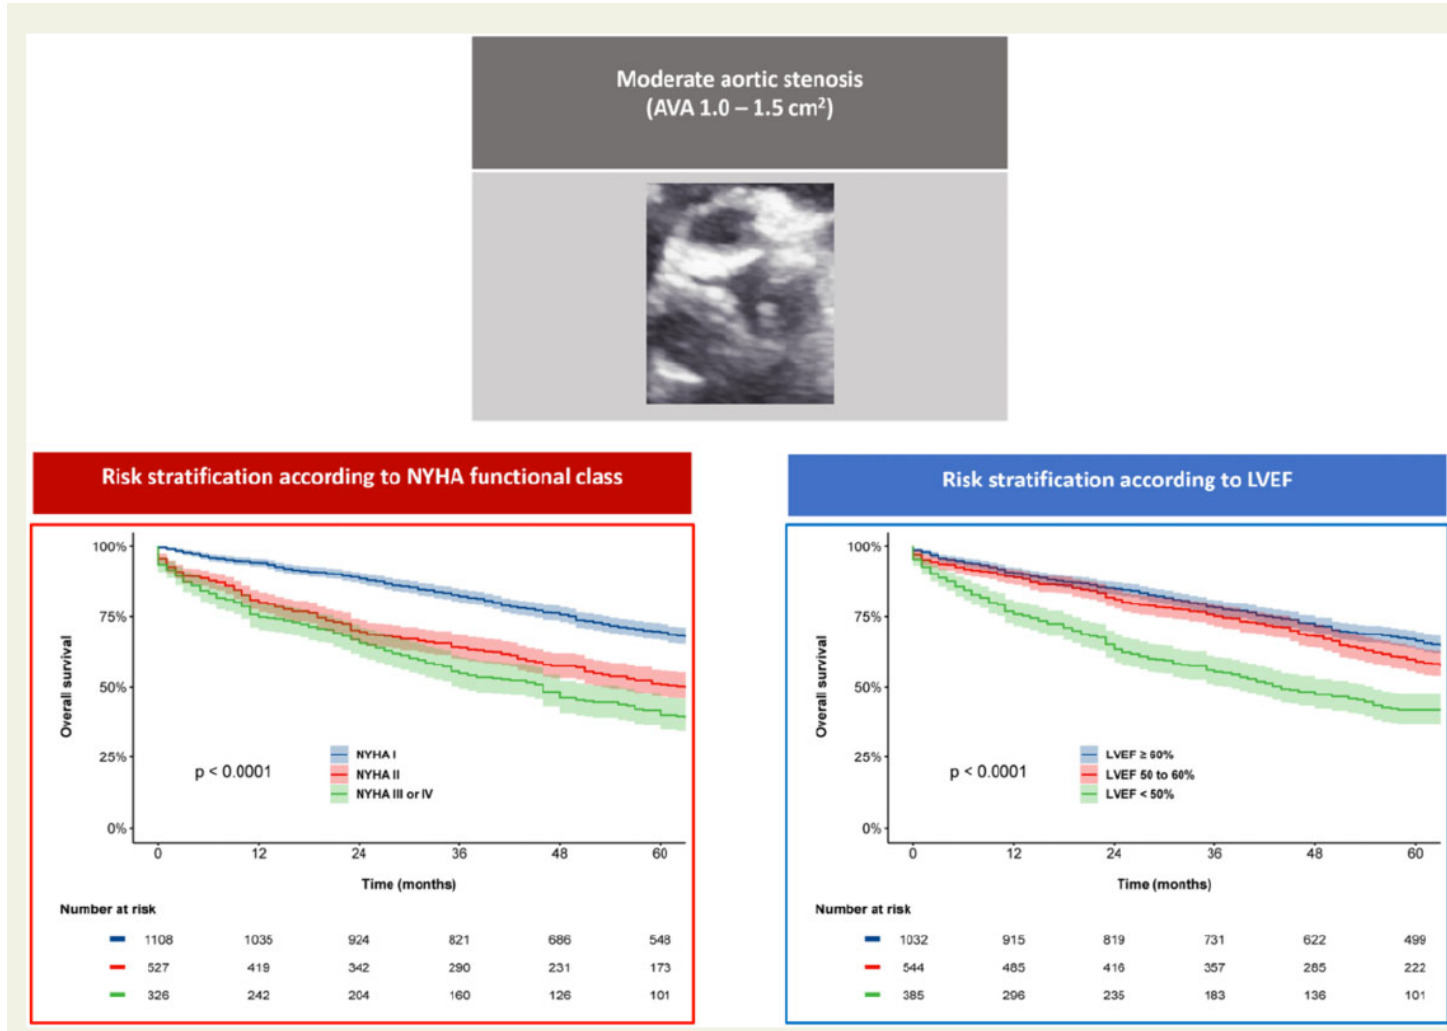 Moderate aortic stenosis
(AVA 1.0 – 1.5 cm²)
Risk stratification according to NYHA functional class
100%
75%
50%
25%
0%
Overall survival
p < 0.0001
NYHA I
NYHA II
NYHA III or IV
0 12 24 36 48 60
Time (months)
Number at risk
1108 1035 924 821 686 548
527 419 342 290 231 173
326 242 204 160 126 101
Risk stratification according to LVEF
100%
75%
50%
25%
0%
Overall survival
p < 0.0001
LVEF ≥ 60%
LVEF 50 to 60%
LVEF < 50%
0 12 24 36 48 60
Time (months)
Number at risk
1032 915 819 731 622 499
544 485 416 357 285 222
385 296 235 183 136 101